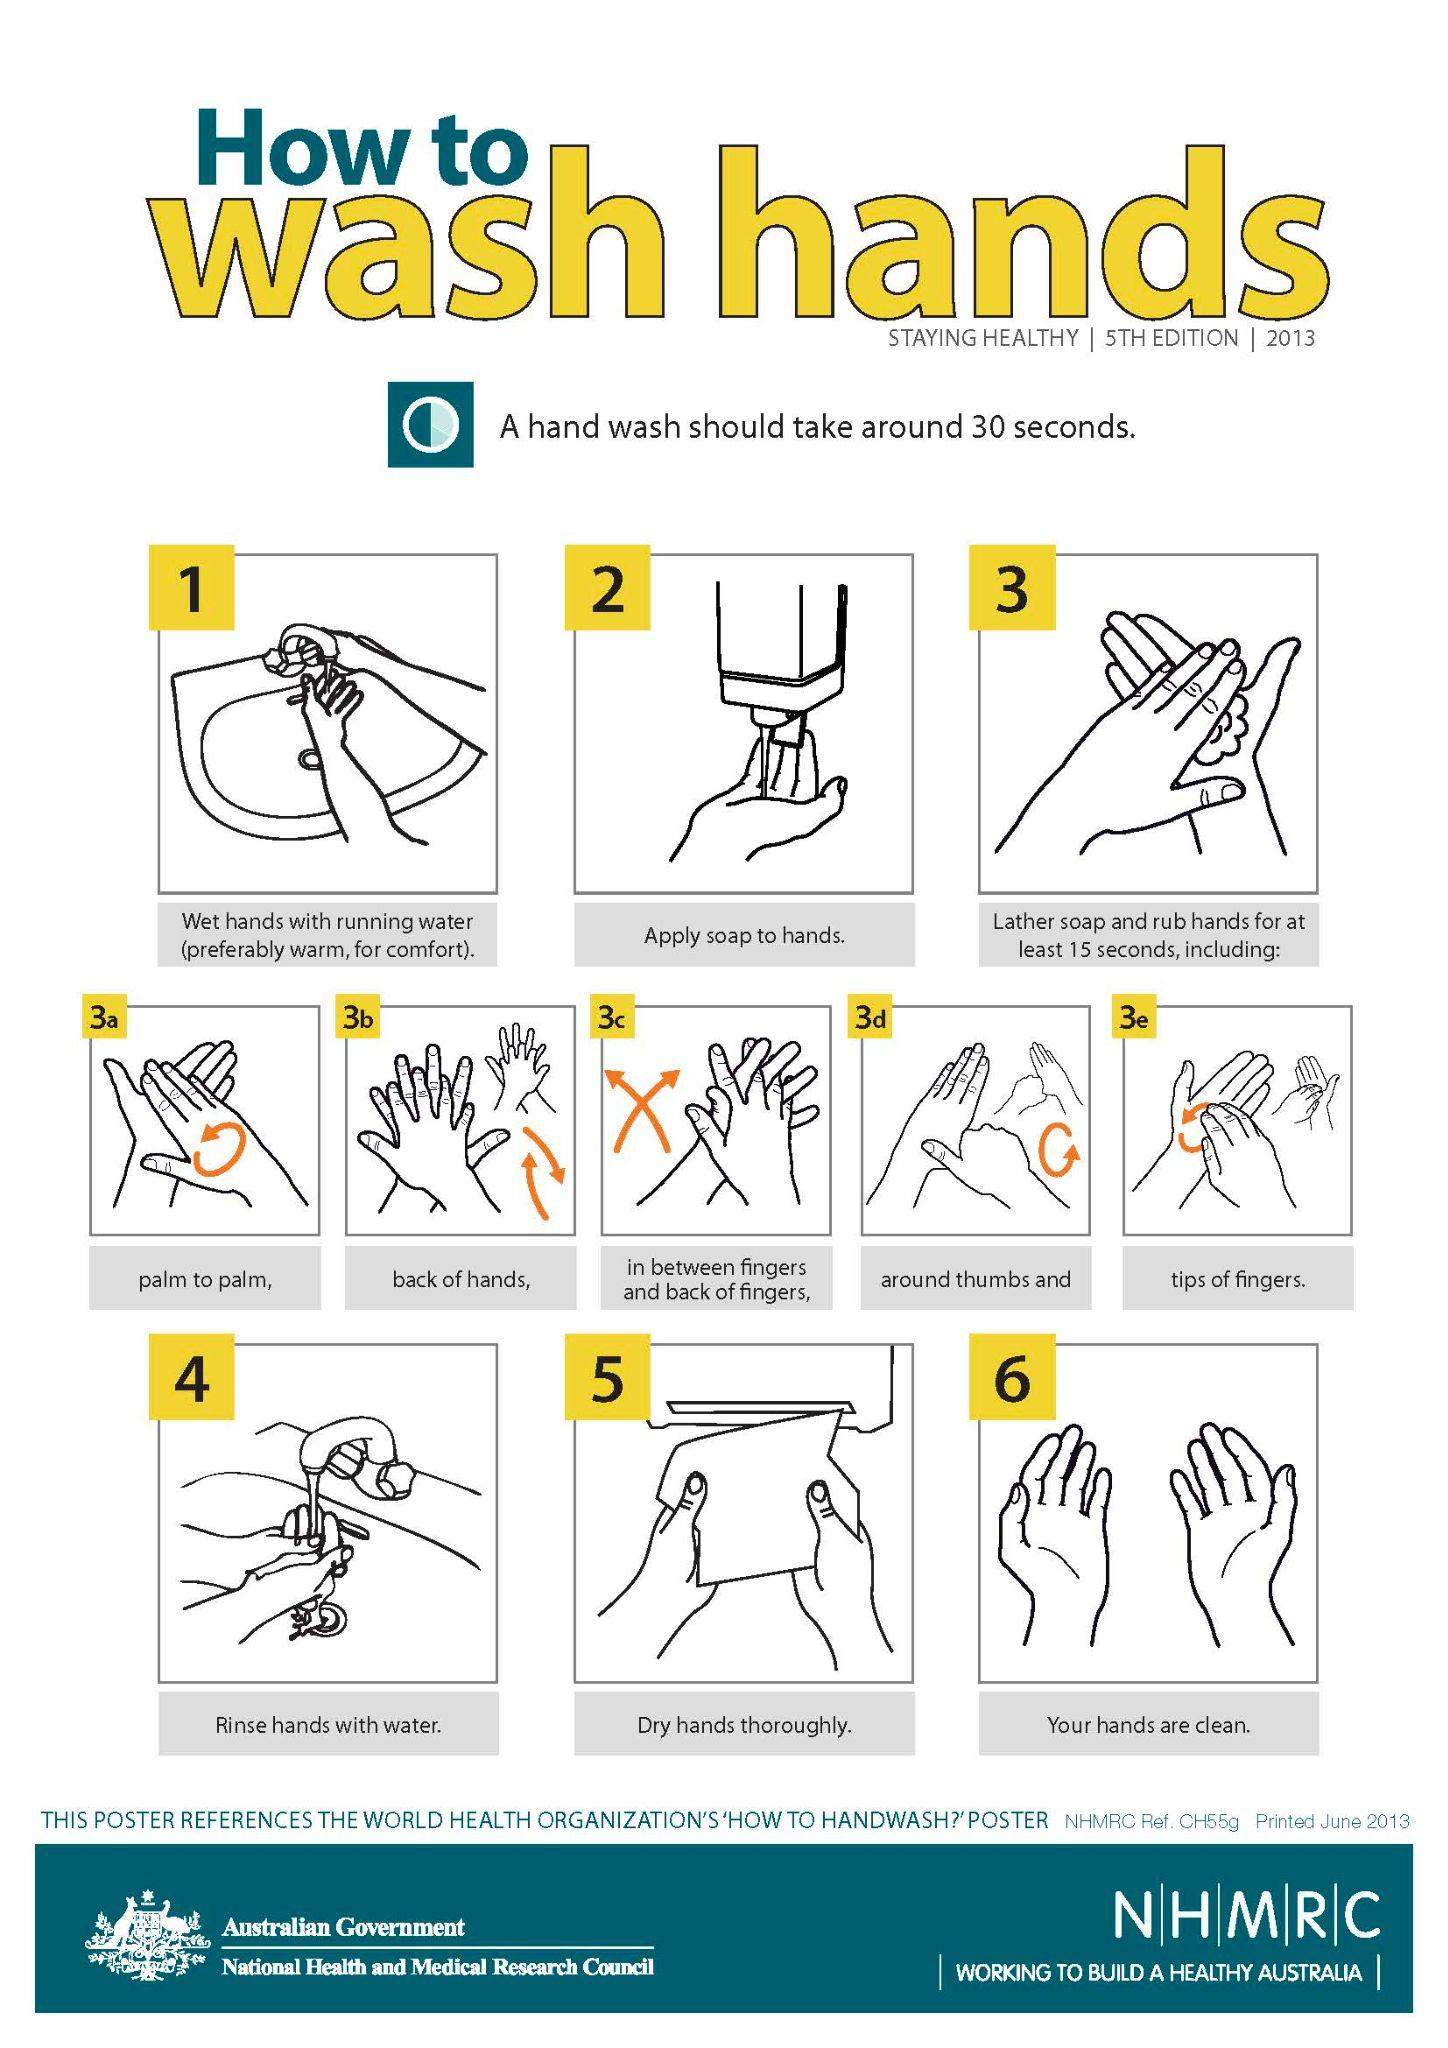 How to
wash hands
STAYING HEALTHY | 5TH EDITION | 2013
A hand wash should take around 30 seconds.
1
2
3
Wet hands with running water
(preferably warm, for comfort).
Apply soap to hands.
Lather soap and rub hands for at
least 15 seconds, including:
3a
3b
3c
3d
3e
palm to palm,
back of hands,
in between fingers
and back of fingers,
around thumbs and
tips of fingers.
4
5
6
Rinse hands with water.
Dry hands thoroughly.
Your hands are clean.
THIS POSTER REFERENCES THE WORLD HEALTH ORGANIZATION'S 'HOW TO HANDWASH?' POSTER NHMRC Ref. CH55g Printed June 2013
Australian Government
National Health and Medical Research Council
N|H|M|R|C
| WORKING TO BUILD A HEALTHY AUSTRALIA |